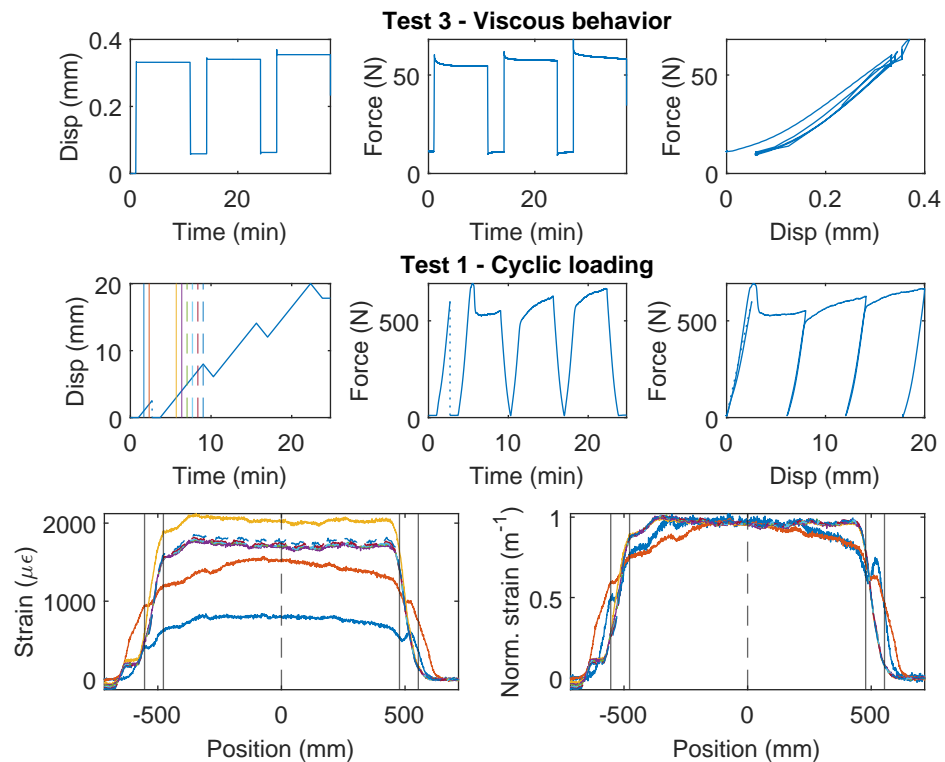 Test 3 - Viscous behavior
0.4
0.2
0
Disp (mm)
0
20
Time (min)
50
0
Force (N)
0
20
Time (min)
50
0
Force (N)
0
0.2
0.4
Disp (mm)
Test 1 - Cyclic loading
20
10
0
Disp (mm)
0
10
20
Time (min)
500
0
Force (N)
0
10
20
Time (min)
500
0
Force (N)
0
10
20
Disp (mm)
2000
1000
0
Strain (με)
-500
0
500
Position (mm)
1
0.5
0
Norm. strain (m⁻¹)
-500
0
500
Position (mm)